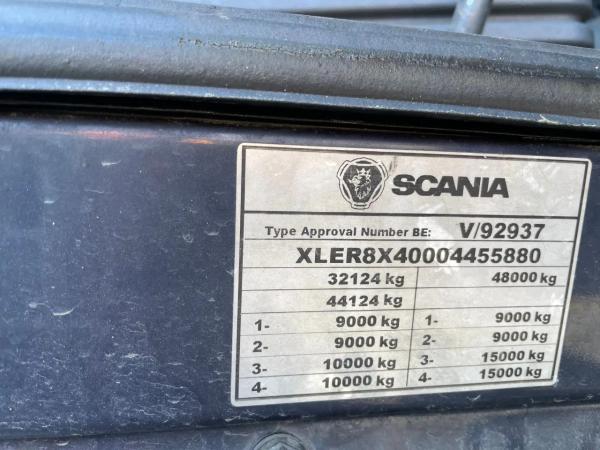 SCANIA
Type Approval Number BE: V/92937
XLER8X40004455880
32124 kg 48000 kg
44124 kg
1- 9000 kg 1- 9000 kg
2- 9000 kg 2- 9000 kg
3- 10000 kg 3- 15000 kg
4- 10000 kg 4- 15000 kg